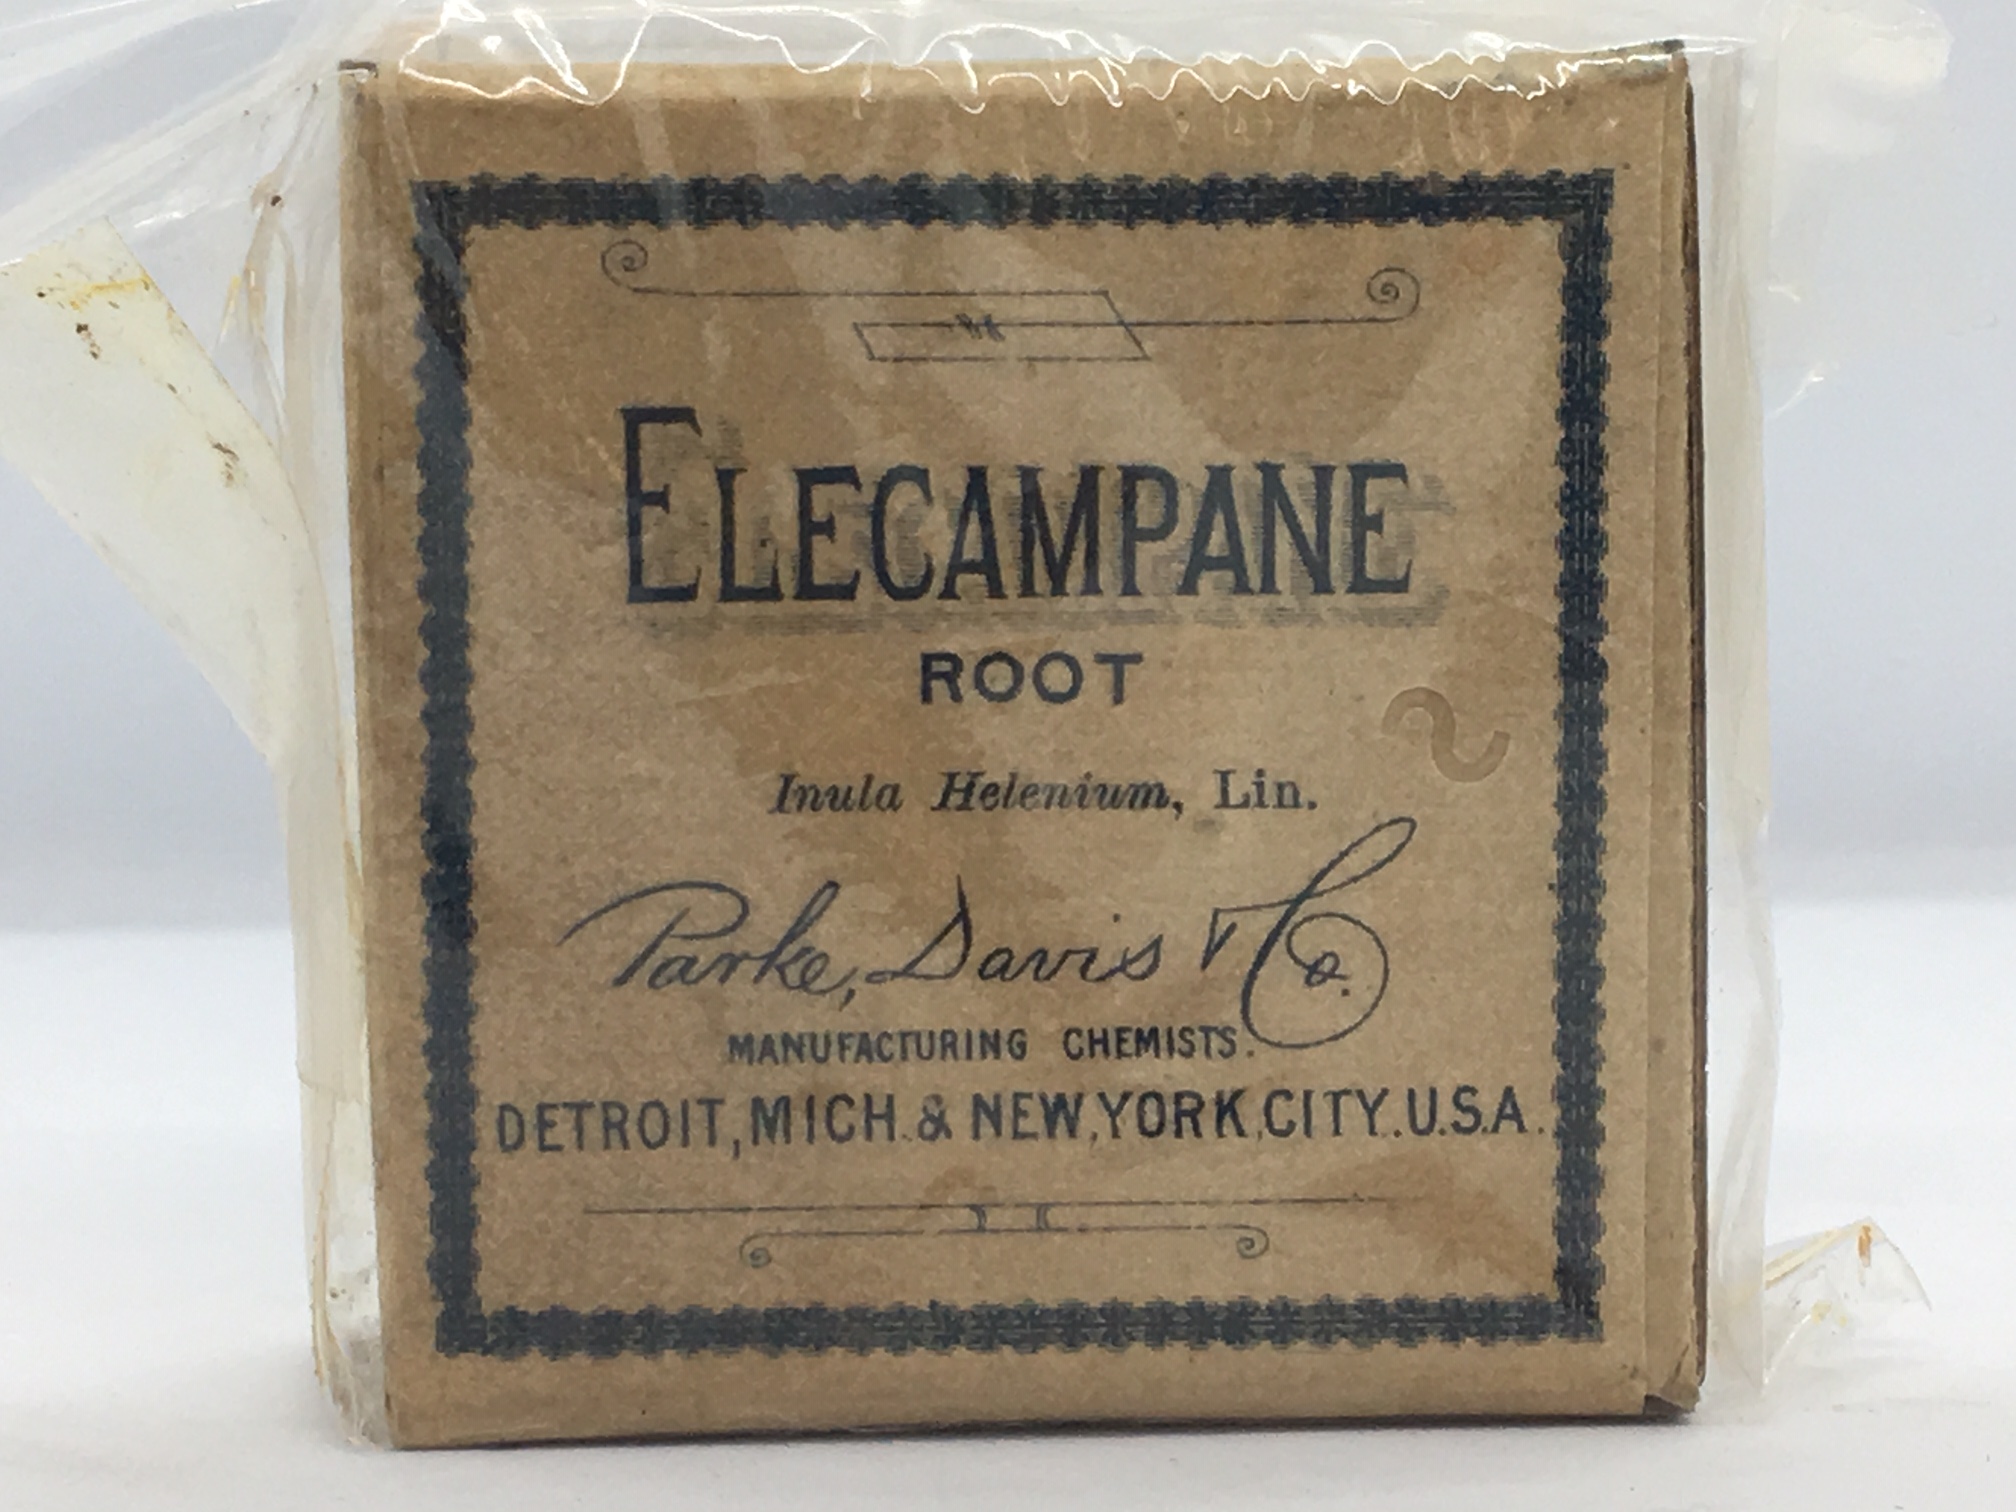 ELECAMPANE
ROOT
Inula Helenium, Lin.
Parke, Davis & Co.
MANUFACTURING CHEMISTS.
DETROIT, MICH. & NEW, YORK, CITY. U.S.A.